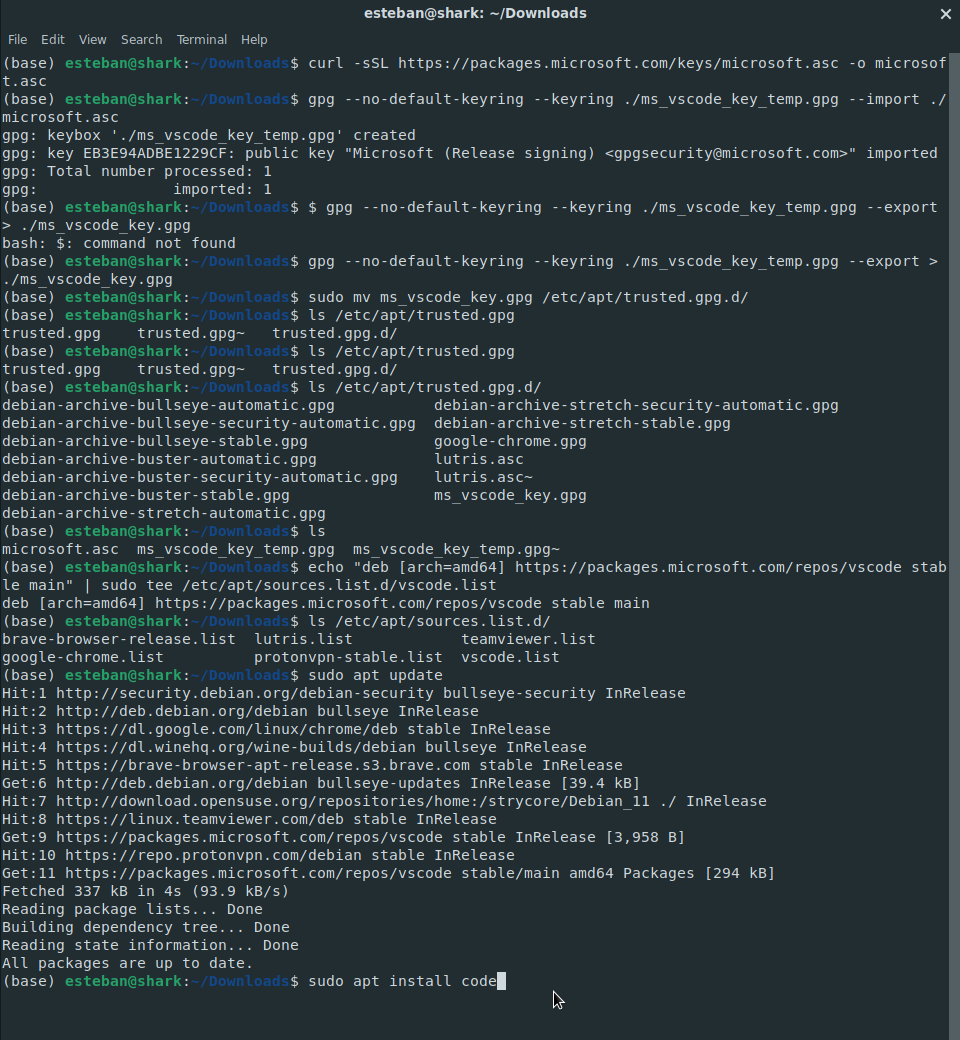 esteban@shark: ~/Downloads
File Edit View Search Terminal Help
(base) esteban@shark:~/Downloads$ curl -sSL https://packages.microsoft.com/keys/microsoft.asc -o microsof
t.asc
(base) esteban@shark:~/Downloads$ gpg --no-default-keyring --keyring ./ms_vscode_key_temp.gpg --import ./
microsoft.asc
gpg: keybox './ms_vscode_key_temp.gpg' created
gpg: key EB3E94ADBE1229CF: public key "Microsoft (Release signing) <gpgsecurity@microsoft.com>" imported
gpg: Total number processed: 1
gpg:               imported: 1
(base) esteban@shark:~/Downloads$ $ gpg --no-default-keyring --keyring ./ms_vscode_key_temp.gpg --export
> ./ms_vscode_key.gpg
bash: $: command not found
(base) esteban@shark:~/Downloads$ gpg --no-default-keyring --keyring ./ms_vscode_key_temp.gpg --export >
./ms_vscode_key.gpg
(base) esteban@shark:~/Downloads$ sudo mv ms_vscode_key.gpg /etc/apt/trusted.gpg.d/
(base) esteban@shark:~/Downloads$ ls /etc/apt/trusted.gpg
trusted.gpg    trusted.gpg~   trusted.gpg.d/
(base) esteban@shark:~/Downloads$ ls /etc/apt/trusted.gpg
trusted.gpg    trusted.gpg~   trusted.gpg.d/
(base) esteban@shark:~/Downloads$ ls /etc/apt/trusted.gpg.d/
debian-archive-bullseye-automatic.gpg           debian-archive-stretch-security-automatic.gpg
debian-archive-bullseye-security-automatic.gpg  debian-archive-stretch-stable.gpg
debian-archive-bullseye-stable.gpg              google-chrome.gpg
debian-archive-buster-automatic.gpg             lutris.asc
debian-archive-buster-security-automatic.gpg    lutris.asc~
debian-archive-buster-stable.gpg                ms_vscode_key.gpg
debian-archive-stretch-automatic.gpg
(base) esteban@shark:~/Downloads$ ls
microsoft.asc  ms_vscode_key_temp.gpg  ms_vscode_key_temp.gpg~
(base) esteban@shark:~/Downloads$ echo "deb [arch=amd64] https://packages.microsoft.com/repos/vscode stab
le main" | sudo tee /etc/apt/sources.list.d/vscode.list
deb [arch=amd64] https://packages.microsoft.com/repos/vscode stable main
(base) esteban@shark:~/Downloads$ ls /etc/apt/sources.list.d/
brave-browser-release.list  lutris.list            teamviewer.list
google-chrome.list          protonvpn-stable.list  vscode.list
(base) esteban@shark:~/Downloads$ sudo apt update
Hit:1 http://security.debian.org/debian-security bullseye-security InRelease
Hit:2 http://deb.debian.org/debian bullseye InRelease
Hit:3 https://dl.google.com/linux/chrome/deb stable InRelease
Hit:4 https://dl.winehq.org/wine-builds/debian bullseye InRelease
Hit:5 https://brave-browser-apt-release.s3.brave.com stable InRelease
Get:6 http://deb.debian.org/debian bullseye-updates InRelease [39.4 kB]
Hit:7 http://download.opensuse.org/repositories/home:/strycore/Debian_11 ./ InRelease
Hit:8 https://linux.teamviewer.com/deb stable InRelease
Get:9 https://packages.microsoft.com/repos/vscode stable InRelease [3,958 B]
Hit:10 https://repo.protonvpn.com/debian stable InRelease
Get:11 https://packages.microsoft.com/repos/vscode stable/main amd64 Packages [294 kB]
Fetched 337 kB in 4s (93.9 kB/s)
Reading package lists... Done
Building dependency tree... Done
Reading state information... Done
All packages are up to date.
(base) esteban@shark:~/Downloads$ sudo apt install code